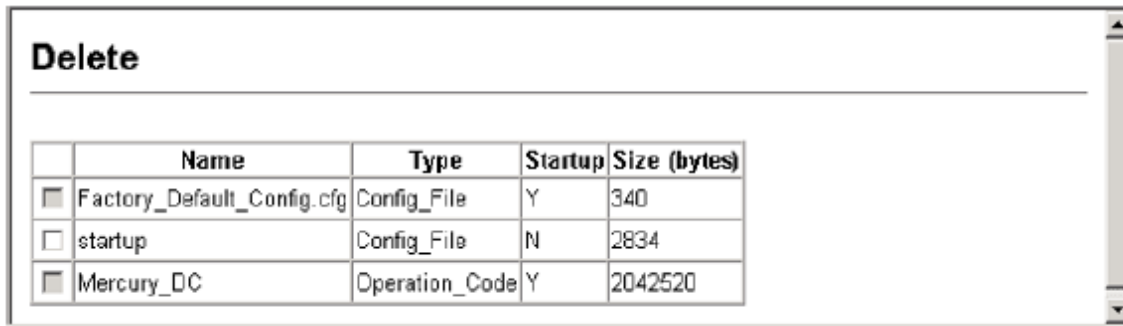 Delete
Name Type Startup Size (bytes)
Factory_Default_Config.cfg Config_File Y 340
startup Config_File N 2834
Mercury_DC Operation_Code Y 2042520